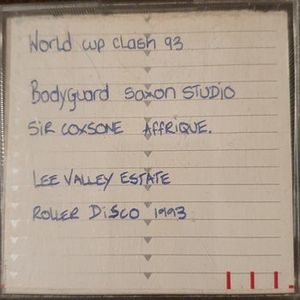 World cup clash 93
Bodyguard saxon STUDIO
SIR COXSONE AFFRIQUE.
LEE VALLEY ESTATE
ROLLER DISCO 1993